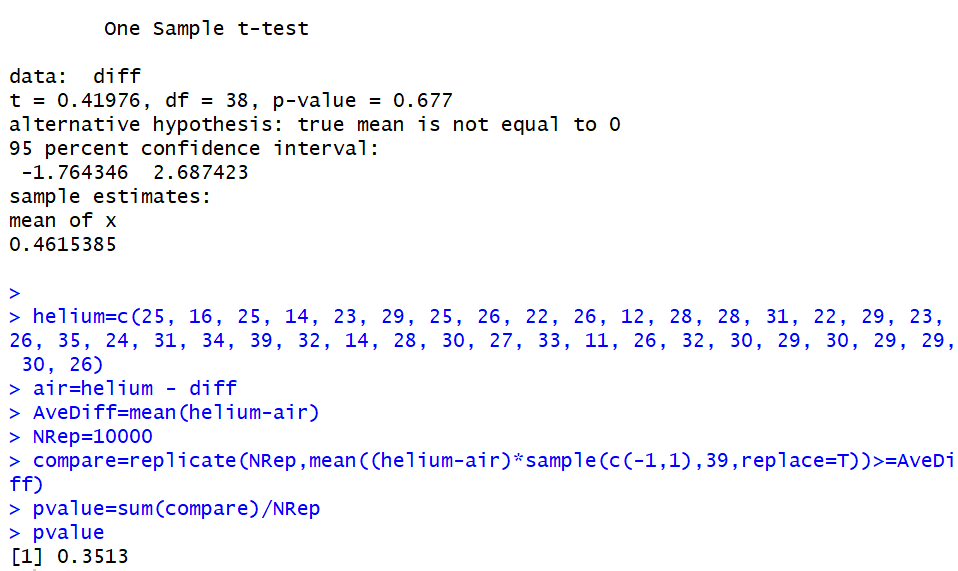 One Sample t-test
data:  diff
t = 0.41976, df = 38, p-value = 0.677
alternative hypothesis: true mean is not equal to 0
95 percent confidence interval:
 -1.764346  2.687423
sample estimates:
mean of x
0.4615385
>
> helium=c(25, 16, 25, 14, 23, 29, 25, 26, 22, 26, 12, 28, 28, 31, 22, 29, 23,
26, 35, 24, 31, 34, 39, 32, 14, 28, 30, 27, 33, 11, 26, 32, 30, 29, 30, 29, 29,
 30, 26)
> air=helium - diff
> AveDiff=mean(helium-air)
> NRep=10000
> compare=replicate(NRep,mean((helium-air)*sample(c(-1,1),39,replace=T))>=AveDi
ff)
> pvalue=sum(compare)/NRep
> pvalue
[1] 0.3513